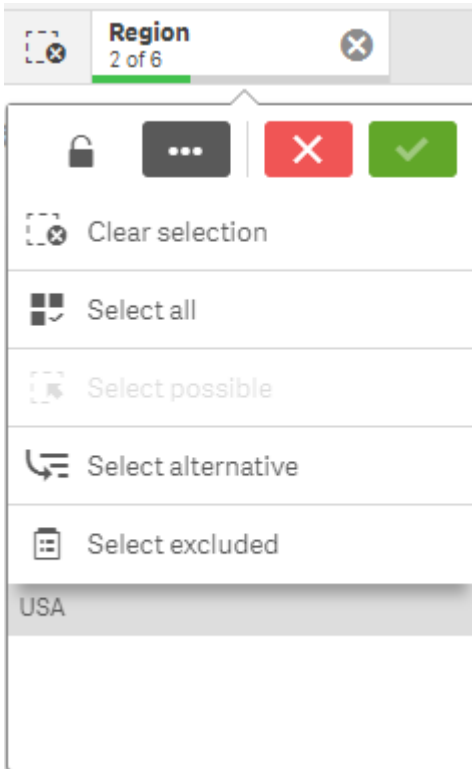 Region
2 of 6
Clear selection
Select all
Select possible
Select alternative
Select excluded
USA